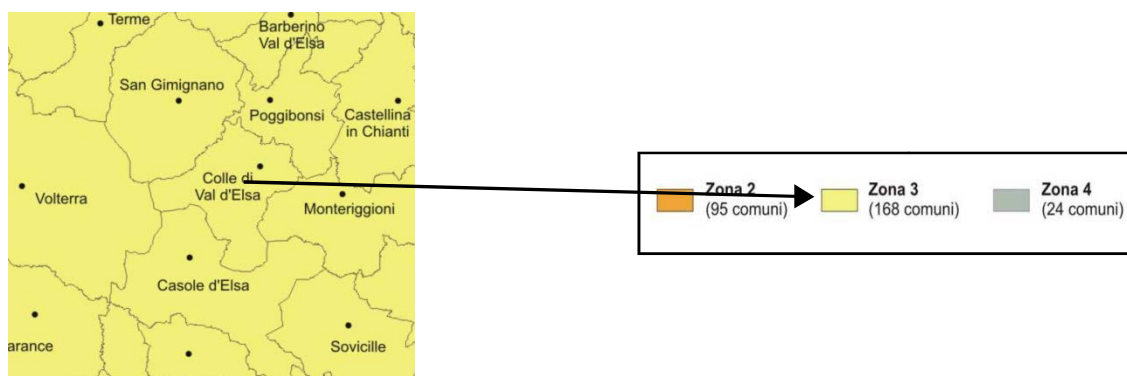 Terme
Barberino
Val d'Elsa
San Gimignano
Poggibonsi
Castellina
in Chianti
Colle di
Val d'Elsa
Volterra
Monteriggioni
Casole d'Elsa
arance
Sovicille
Zona 2
(95 comuni)
Zona 3
(168 comuni)
Zona 4
(24 comuni)